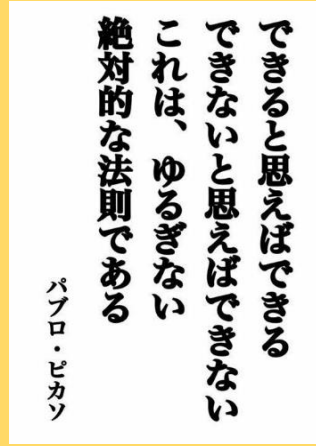 できると思えばできる
できないと思えばできない
これは、ゆるぎない
絶対的な法則である
パブロ・ピカソ